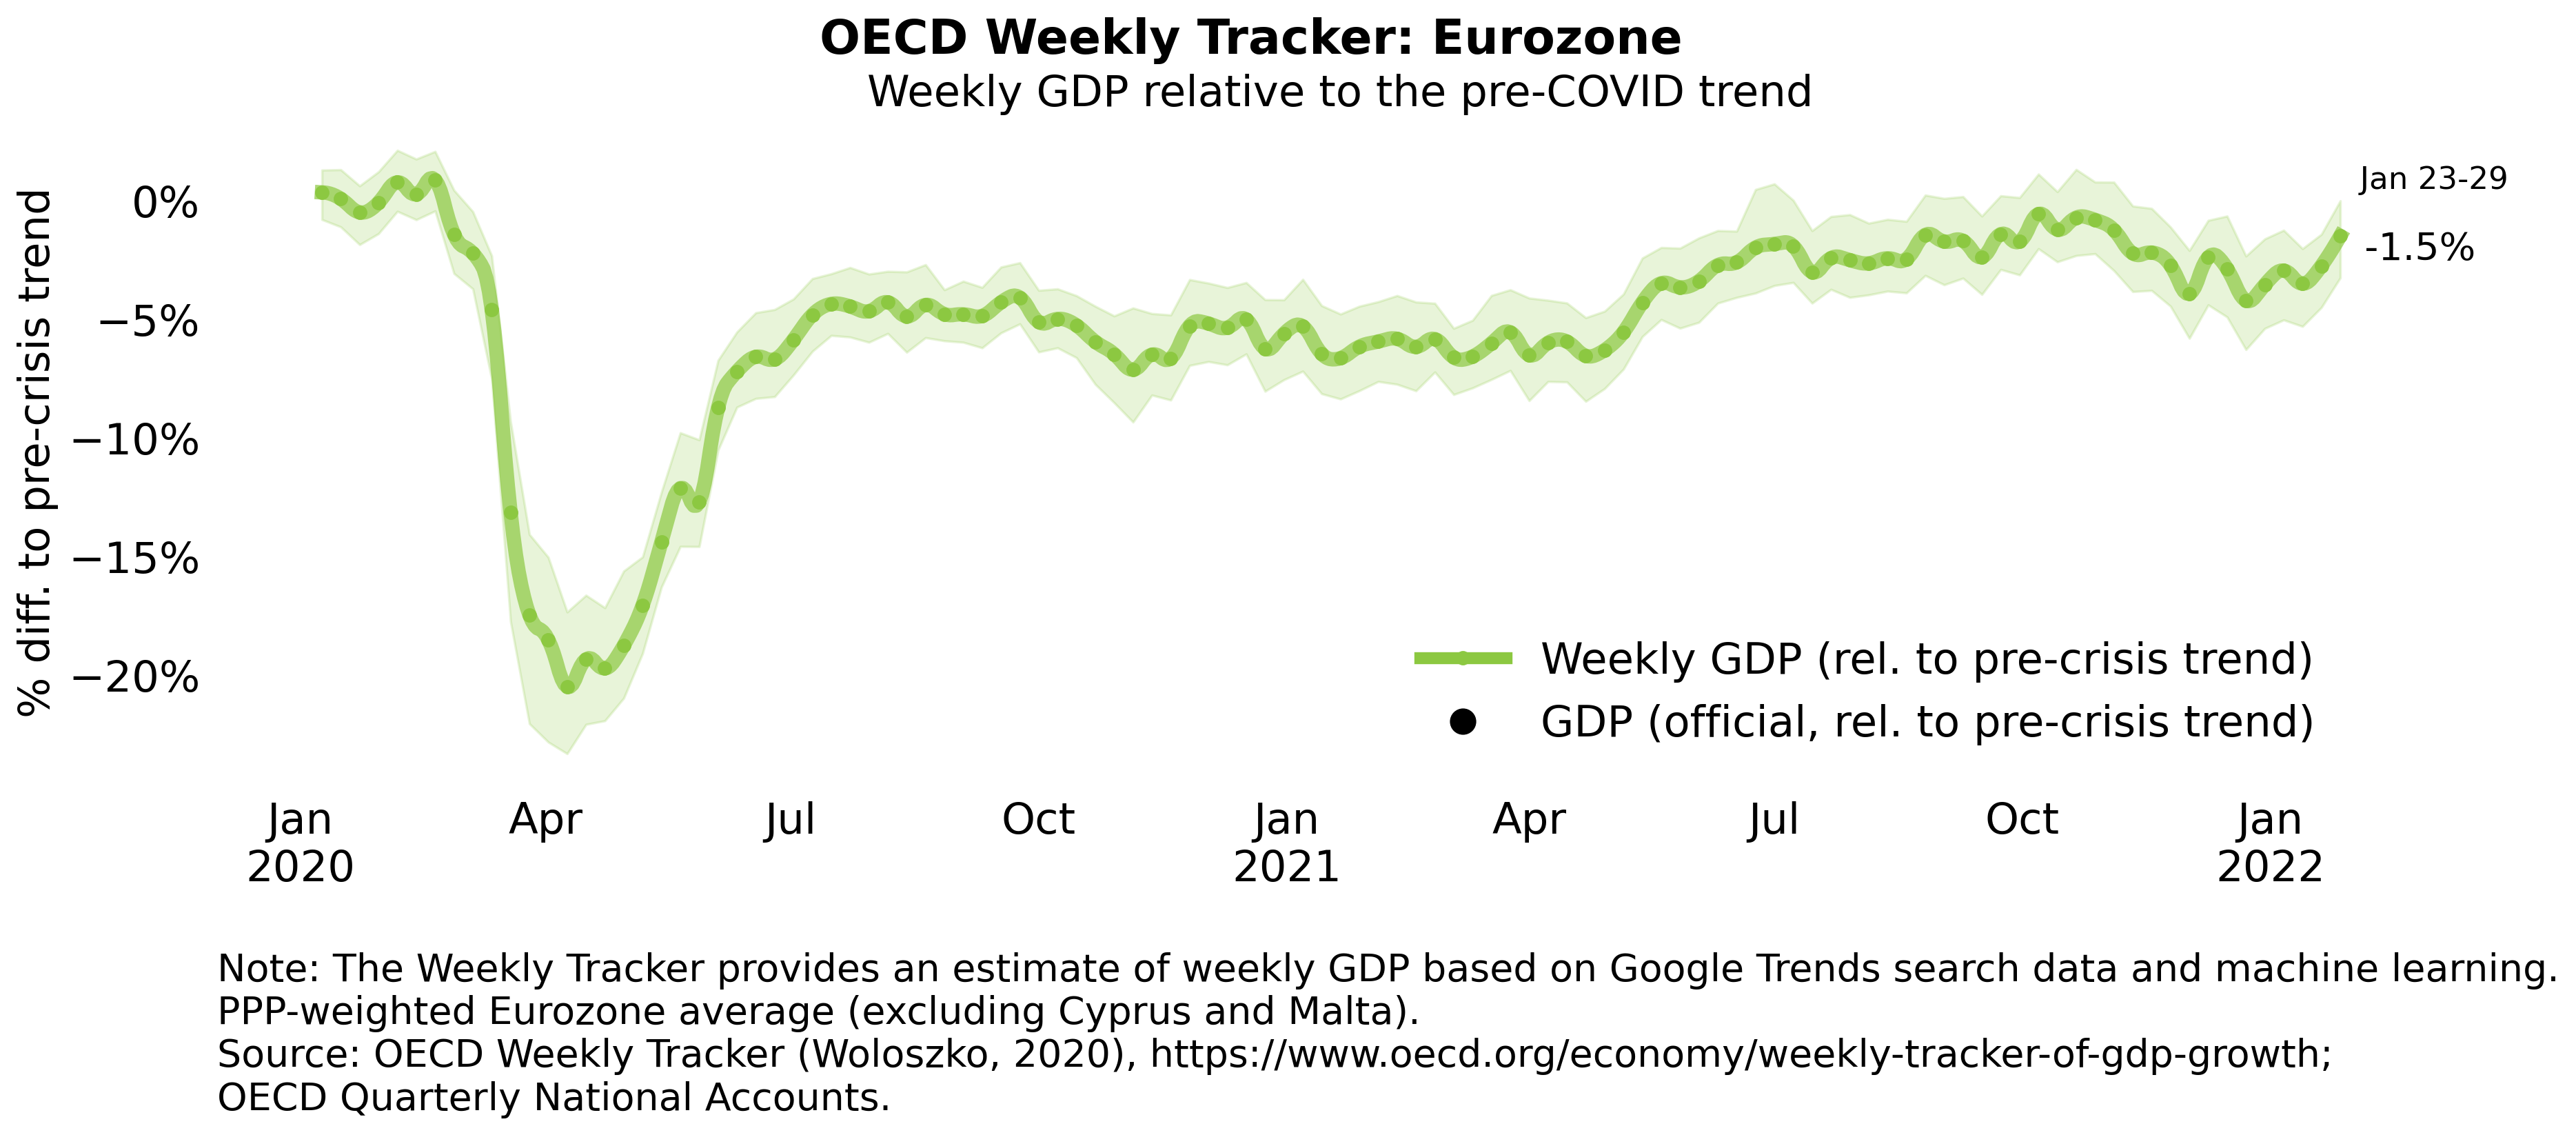 OECD Weekly Tracker: Eurozone
Weekly GDP relative to the pre-COVID trend
% diff. to pre-crisis trend
0%
−5%
−10%
−15%
−20%
Jan 23-29
-1.5%
Weekly GDP (rel. to pre-crisis trend)
GDP (official, rel. to pre-crisis trend)
Jan Apr Jul Oct Jan Apr Jul Oct Jan
2020 2021 2022
Note: The Weekly Tracker provides an estimate of weekly GDP based on Google Trends search data and machine learning.
PPP-weighted Eurozone average (excluding Cyprus and Malta).
Source: OECD Weekly Tracker (Woloszko, 2020), https://www.oecd.org/economy/weekly-tracker-of-gdp-growth;
OECD Quarterly National Accounts.